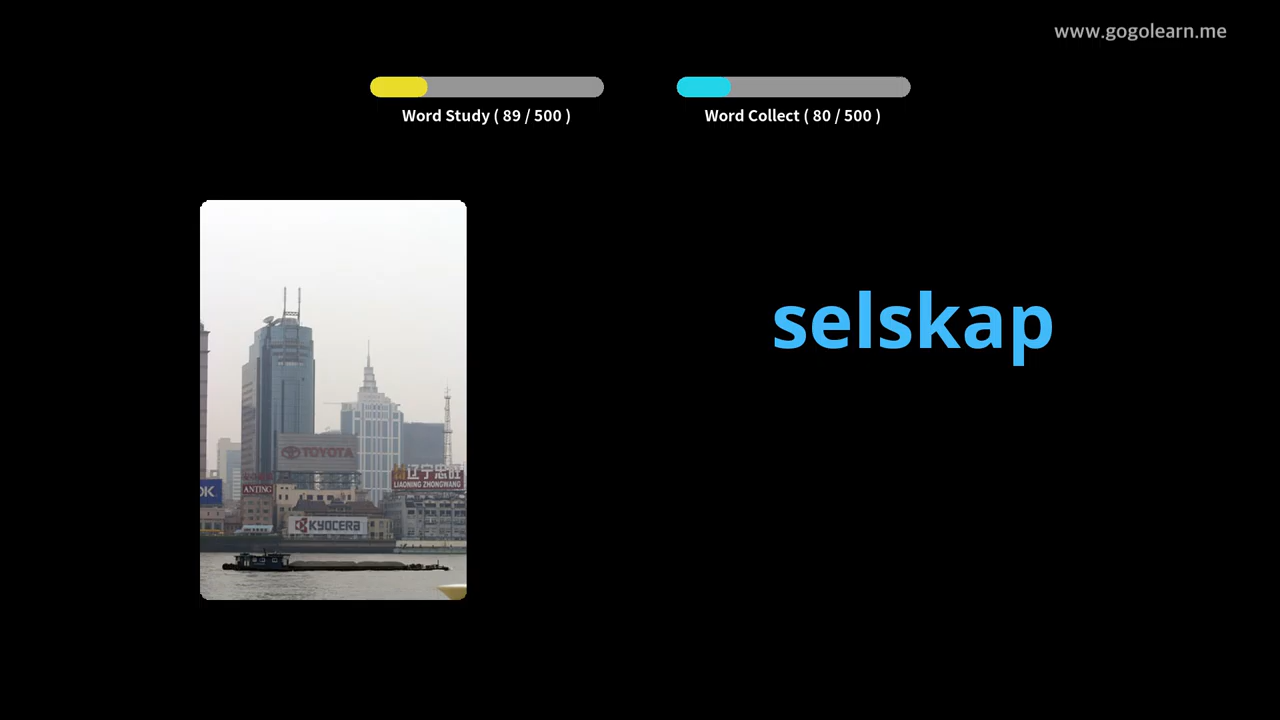 www.gogolearn.me
Word Study ( 89 / 500 )
Word Collect ( 80 / 500 )
selskap
TOYOTA
辽宁忠旺
LIAONING ZHONGWANG
ANTING
KYOCERA